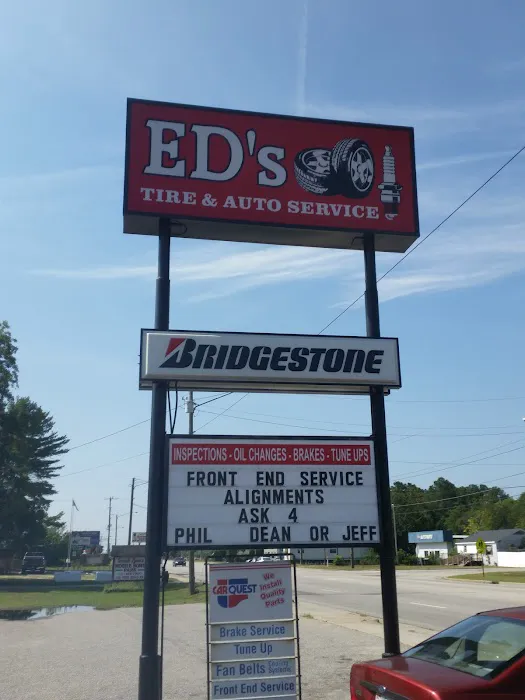 ED's
TIRE & AUTO SERVICE
BRIDGESTONE
INSPECTIONS - OIL CHANGES - BRAKES - TUNE UPS
FRONT END SERVICE
ALIGNMENTS
ASK 4
PHIL DEAN OR JEFF
CARQUEST
We
Install
Quality
Parts
Brake Service
Tune Up
Fan Belts
Front End Service